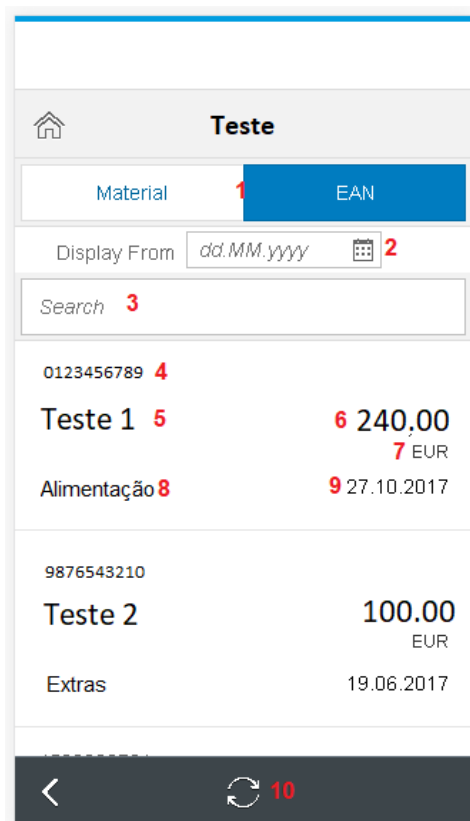 Teste
Material 1 EAN
Display From dd.MM.yyyy 2
Search 3
0123456789 4
Teste 1 5 6 240,00
7 EUR
Alimentação 8 9 27.10.2017
9876543210
Teste 2 100.00
EUR
Extras 19.06.2017
10